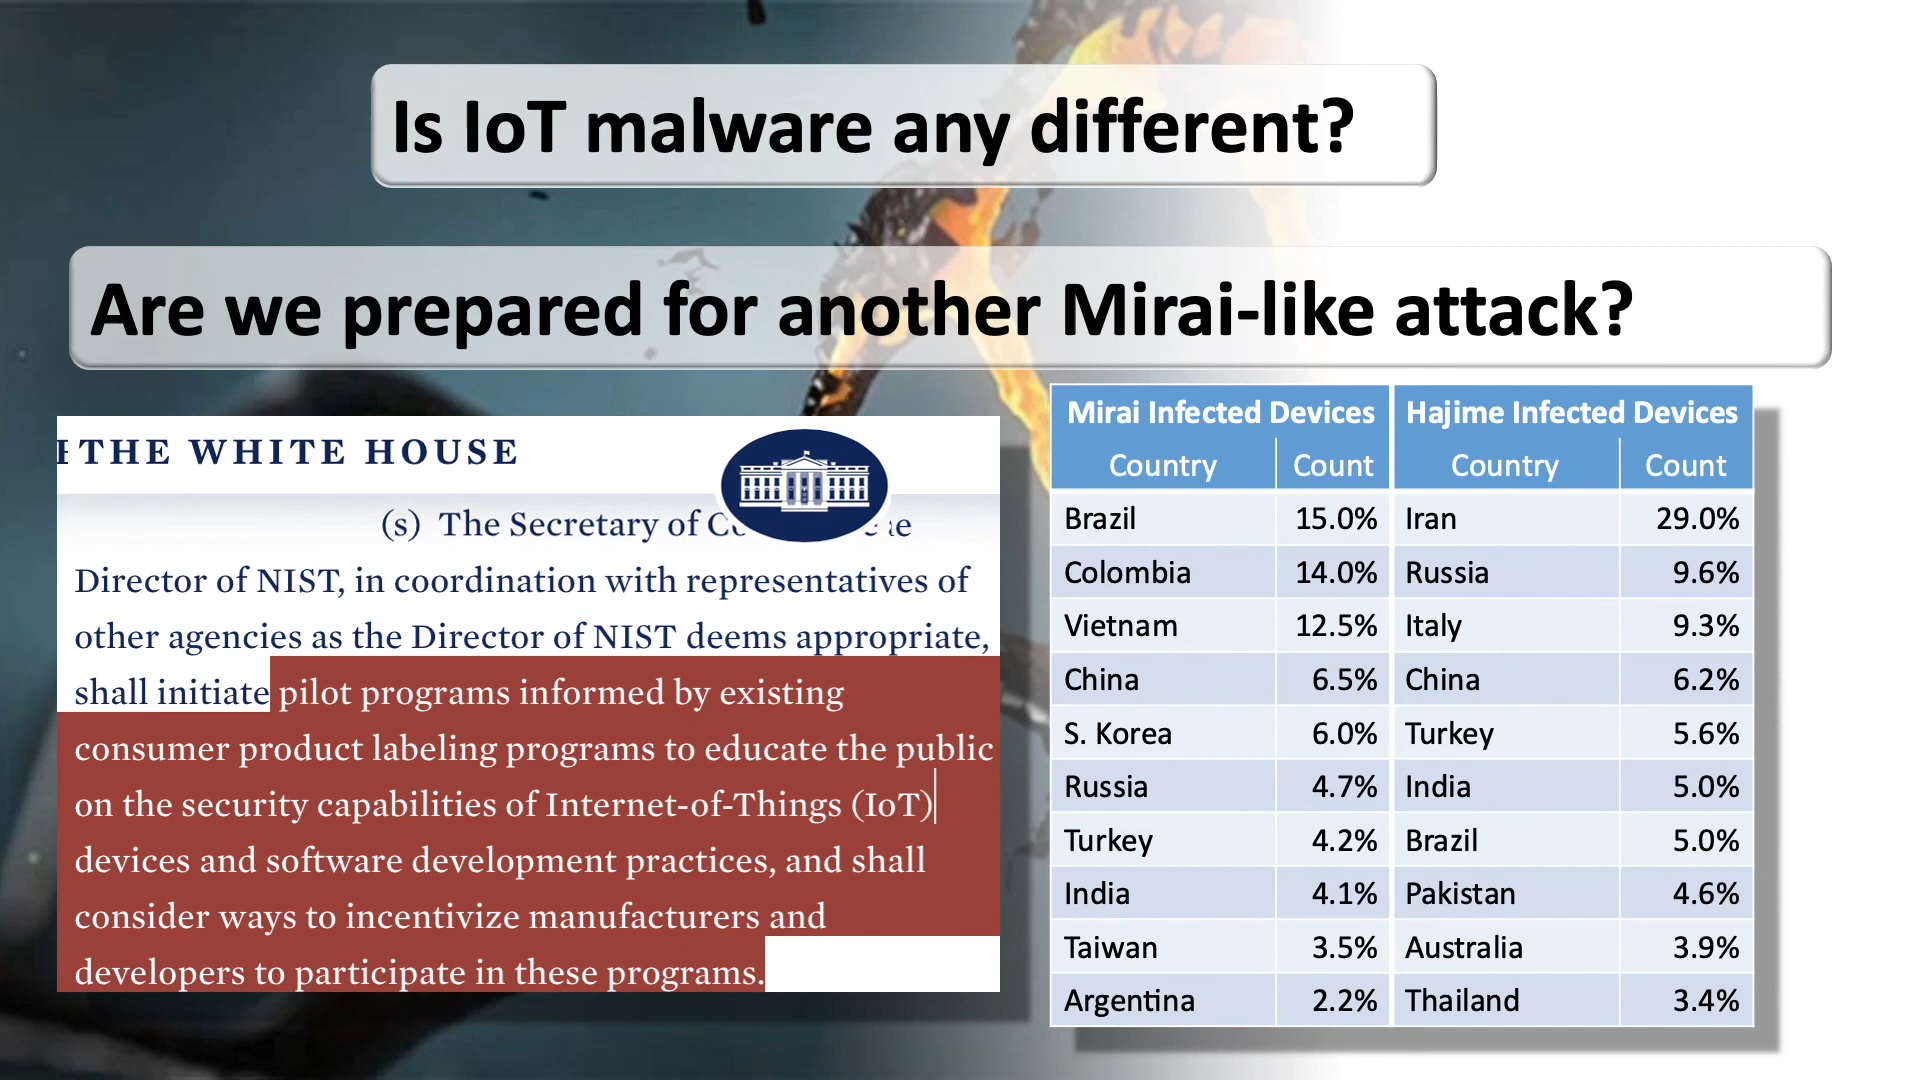 Is IoT malware any different?
Are we prepared for another Mirai-like attack?
THE WHITE HOUSE
(s) The Secretary of
Director of NIST, in coordination with representatives of
other agencies as the Director of NIST deems appropriate,
shall initiate pilot programs informed by existing
consumer product labeling programs to educate the public
on the security capabilities of Internet-of-Things (IoT)
devices and software development practices, and shall
consider ways to incentivize manufacturers and
developers to participate in these programs.
Mirai Infected Devices Hajime Infected Devices
Country Count Country Count
Brazil 15.0% Iran 29.0%
Colombia 14.0% Russia 9.6%
Vietnam 12.5% Italy 9.3%
China 6.5% China 6.2%
S. Korea 6.0% Turkey 5.6%
Russia 4.7% India 5.0%
Turkey 4.2% Brazil 5.0%
India 4.1% Pakistan 4.6%
Taiwan 3.5% Australia 3.9%
Argentina 2.2% Thailand 3.4%